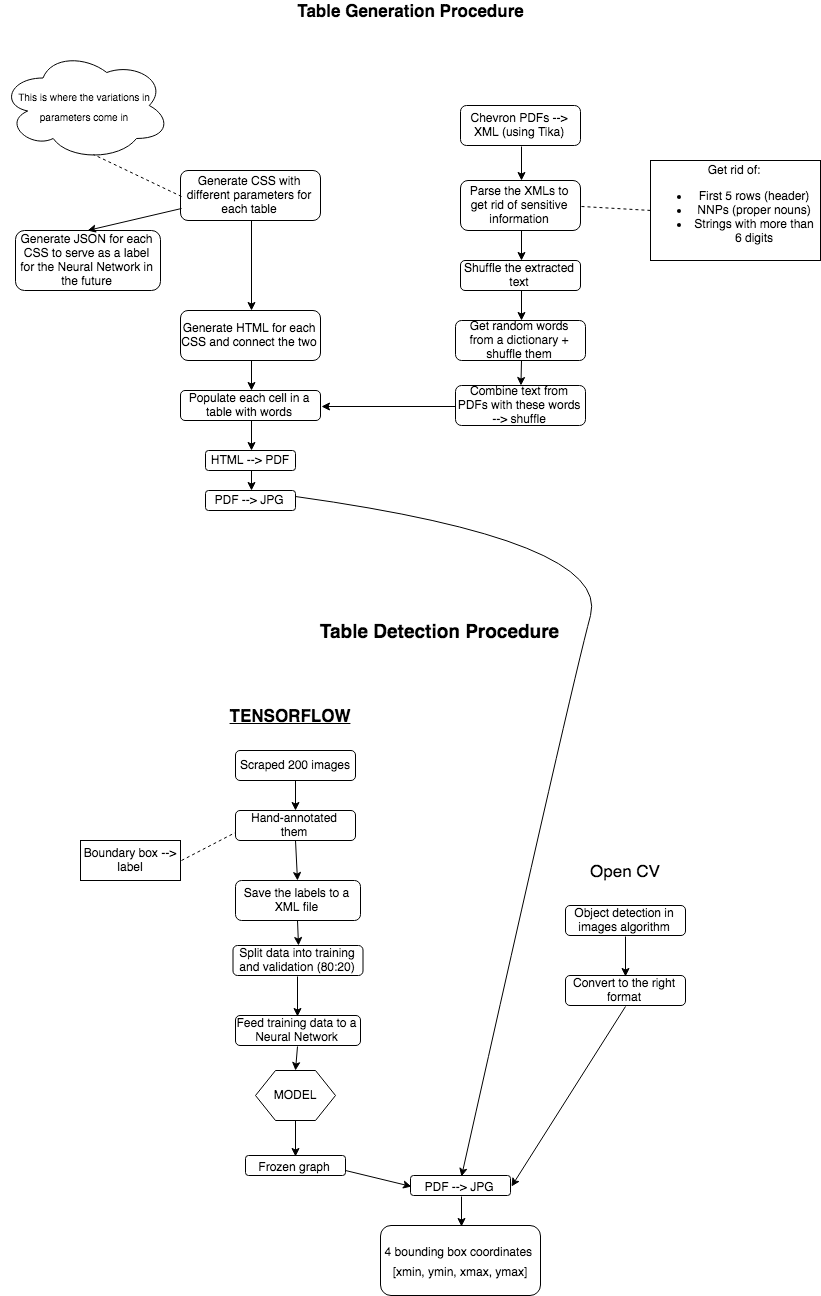 Table Generation Procedure
This is where the variations in
parameters come in
Generate CSS with
different parameters for
each table
Generate JSON for each
CSS to serve as a label
for the Neural Network in
the future
Generate HTML for each
CSS and connect the two
Populate each cell in a
table with words
HTML --> PDF
PDF --> JPG
Chevron PDFs -->
XML (using Tika)
Parse the XMLs to
get rid of sensitive
information
Get rid of:
• First 5 rows (header)
• NNPs (proper nouns)
• Strings with more than
6 digits
Shuffle the extracted
text
Get random words
from a dictionary +
shuffle them
Combine text from
PDFs with these words
--> shuffle
Table Detection Procedure
TENSORFLOW
Scraped 200 images
Hand-annotated
them
Boundary box -->
label
Save the labels to a
XML file
Split data into training
and validation (80:20)
Feed training data to a
Neural Network
MODEL
Frozen graph
Open CV
Object detection in
images algorithm
Convert to the right
format
PDF --> JPG
4 bounding box coordinates
[xmin, ymin, xmax, ymax]